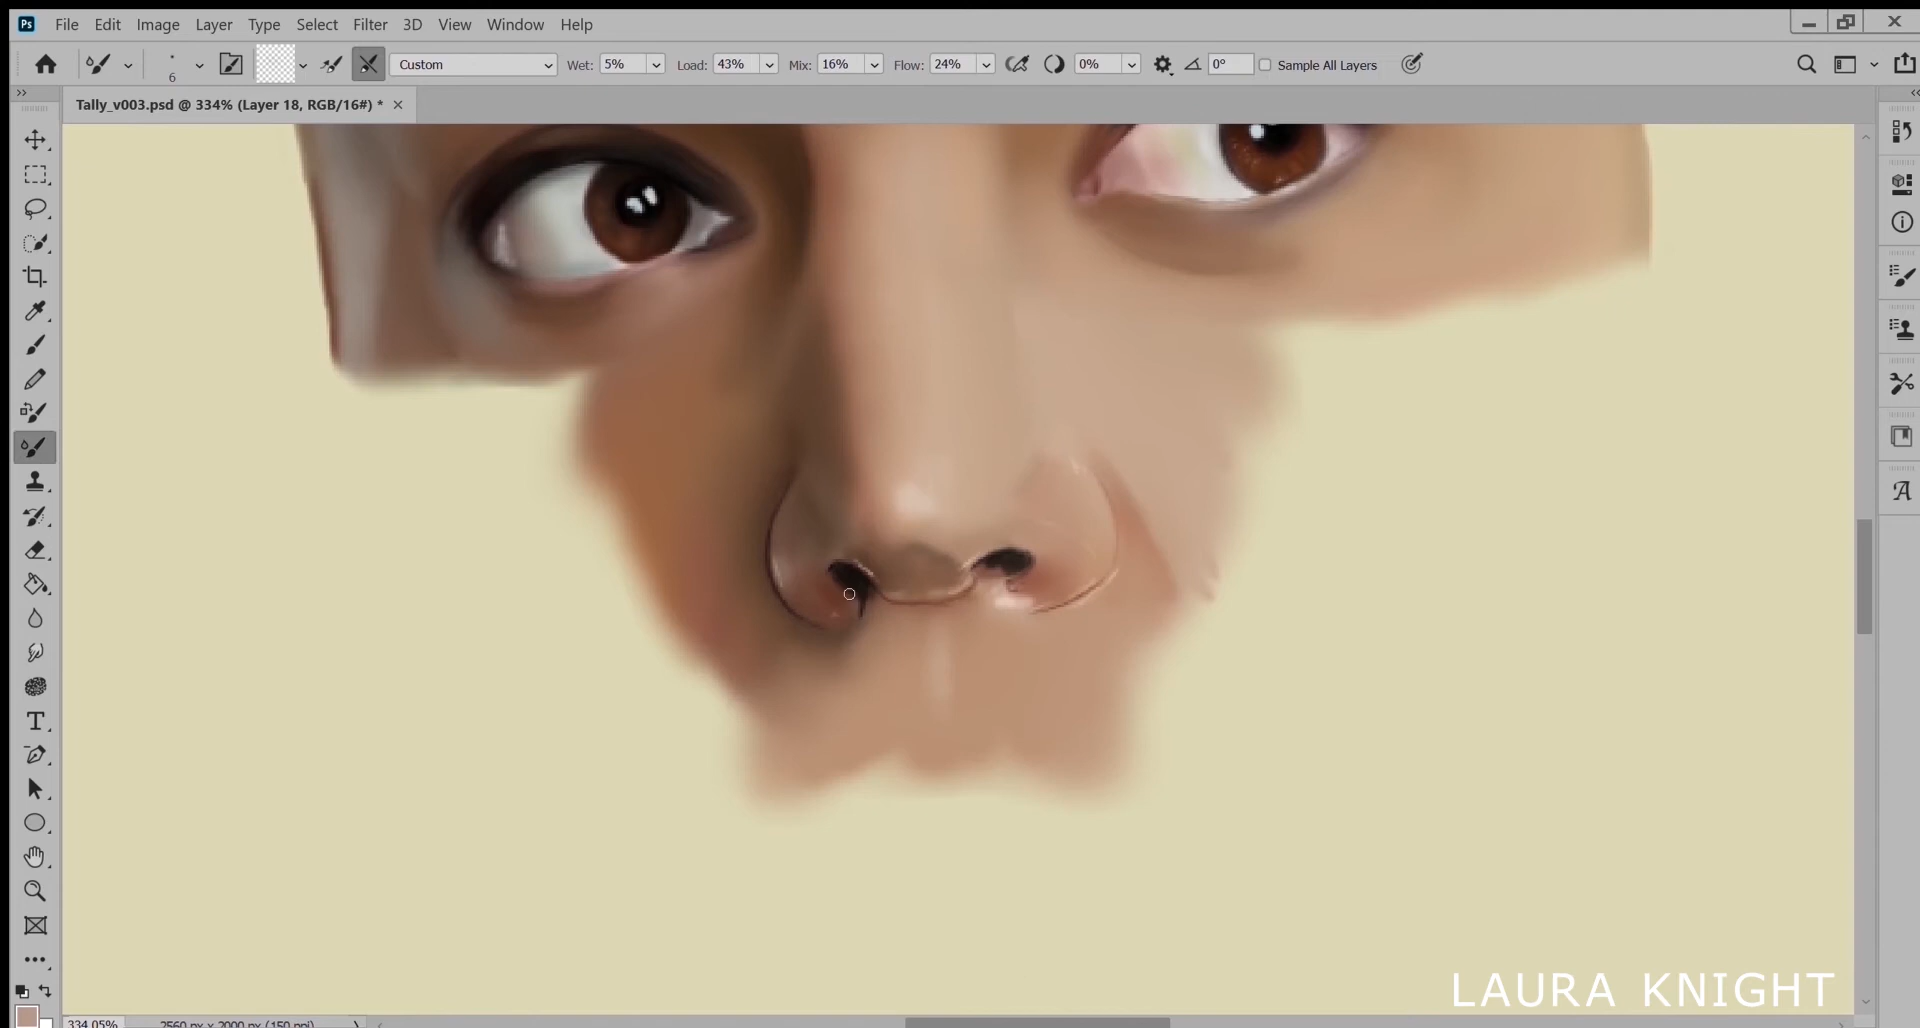 Ps File Edit Image Layer Type Select Filter 3D View Window Help
6 Custom Wet: 5% Load: 43% Mix: 16% Flow: 24% 0% 0° Sample All Layers
Tally_v003.psd @ 334% (Layer 18, RGB/16#) *
LAURA KNIGHT
334.05% 2560 px x 2000 px (150 ppi)